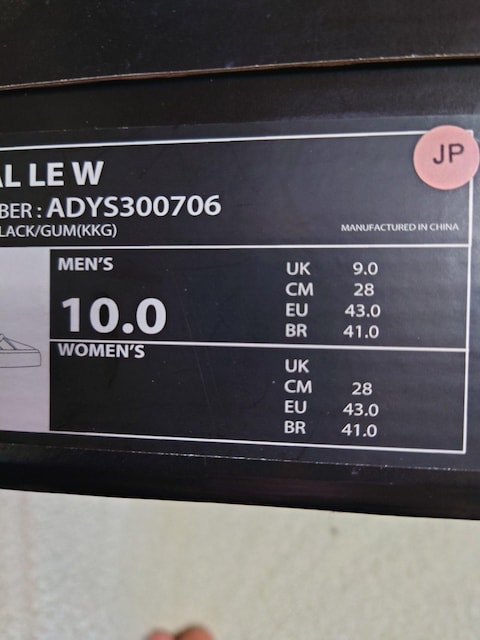 AL LE W
BER : ADYS300706
LACK/GUM(KKG)
MANUFACTURED IN CHINA
JP
MEN'S
10.0
UK 9.0
CM 28
EU 43.0
BR 41.0
WOMEN'S
UK
CM 28
EU 43.0
BR 41.0